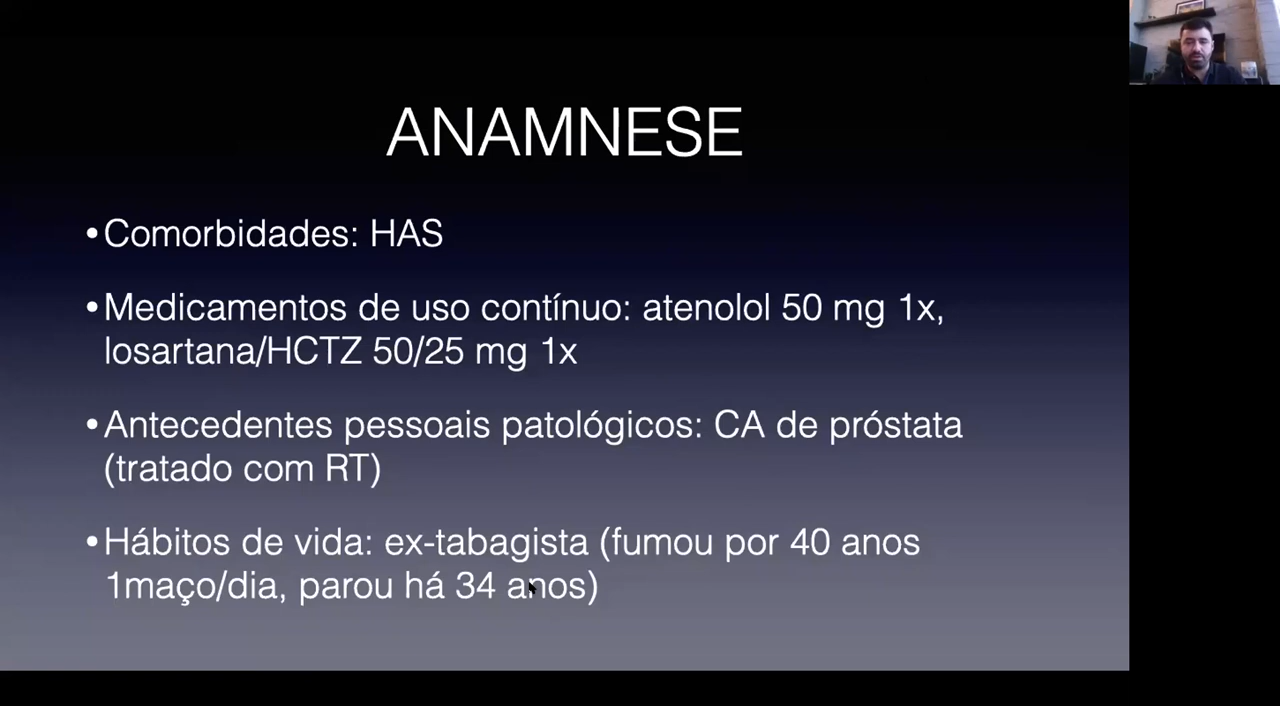 ANAMNESE
•Comorbidades: HAS
•Medicamentos de uso contínuo: atenolol 50 mg 1x,
losartana/HCTZ 50/25 mg 1x
•Antecedentes pessoais patológicos: CA de próstata
(tratado com RT)
•Hábitos de vida: ex-tabagista (fumou por 40 anos
1maço/dia, parou há 34 anos)